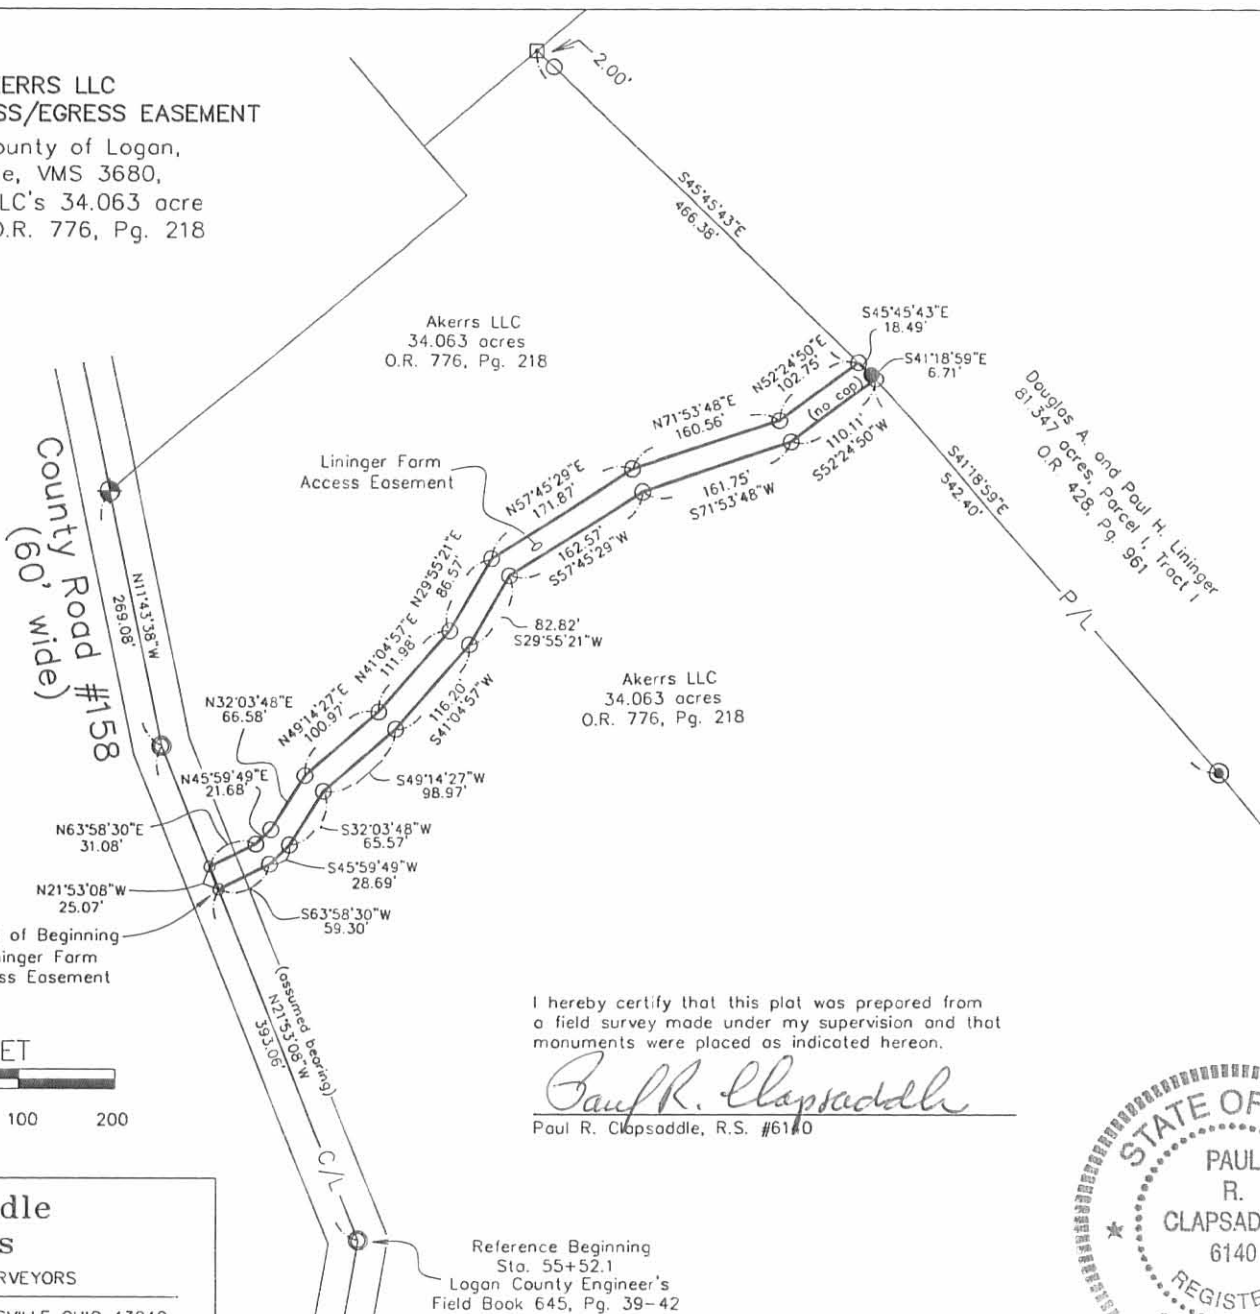 ERRS LLC
SS/EGRESS EASEMENT
ounty of Logan,
e, VMS 3680,
LC's 34.063 acre
O.R. 776, Pg. 218
2.00'
S45°45'43"E
466.38'
Akerrs LLC
34.063 acres
O.R. 776, Pg. 218
S45°45'43"E
18.49'
S41°18'59"E
6.71'
N52°24'50"E
102.75'
(no cap)
110.11'
S52°24'50"W
N71°53'48"E
160.56'
161.75'
S71°53'48"W
Douglas A. and Paul H. Lininger
81.347 acres, Parcel I, Tract I
O.R 428, Pg. 961
S41°18'59"E
542.40'
P/L
Lininger Farm
Access Easement
N57°45'29"E
171.87'
162.57'
S57°45'29"W
N29°55'21"E
86.57'
82.82'
S29°55'21"W
County Road #158
(60' wide)
N11°43'38"W
269.08'
N41°04'57"E
111.98'
116.20'
S41°04'57"W
Akerrs LLC
34.063 acres
O.R. 776, Pg. 218
N32°03'48"E
66.58'
N49°14'27"E
100.97'
S49°14'27"W
98.97'
N45°59'49"E
21.68'
N63°58'30"E
31.08'
S32°03'48"W
65.57'
S45°59'49"W
28.69'
N21°53'08"W
25.07'
S63°58'30"W
59.30'
of Beginning
inger Farm
ss Easement
(assumed bearing)
N21°53'08"W
393.06'
C/L
ET
100 200
I hereby certify that this plat was prepared from
a field survey made under my supervision and that
monuments were placed as indicated hereon.
Paul R. Clapsaddle
Paul R. Clapsaddle, R.S. #6140
STATE OF
PAUL
R.
CLAPSAD
6140
REGISTE
dle
s
RVEYORS
SVILLE OHIO 43040
Reference Beginning
Sta. 55+52.1
Logan County Engineer's
Field Book 645, Pg. 39-42